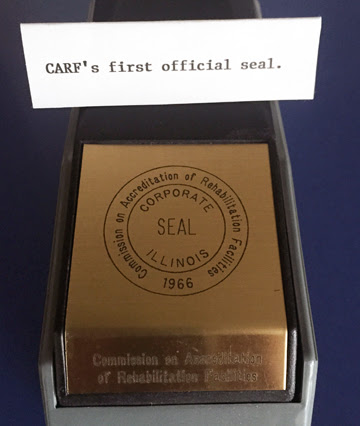 CARF's first official seal.
Commission on Accreditation of Rehabilitation Facilities
CORPORATE
SEAL
ILLINOIS
1966
Commission on Accreditation
of Rehabilitation Facilities